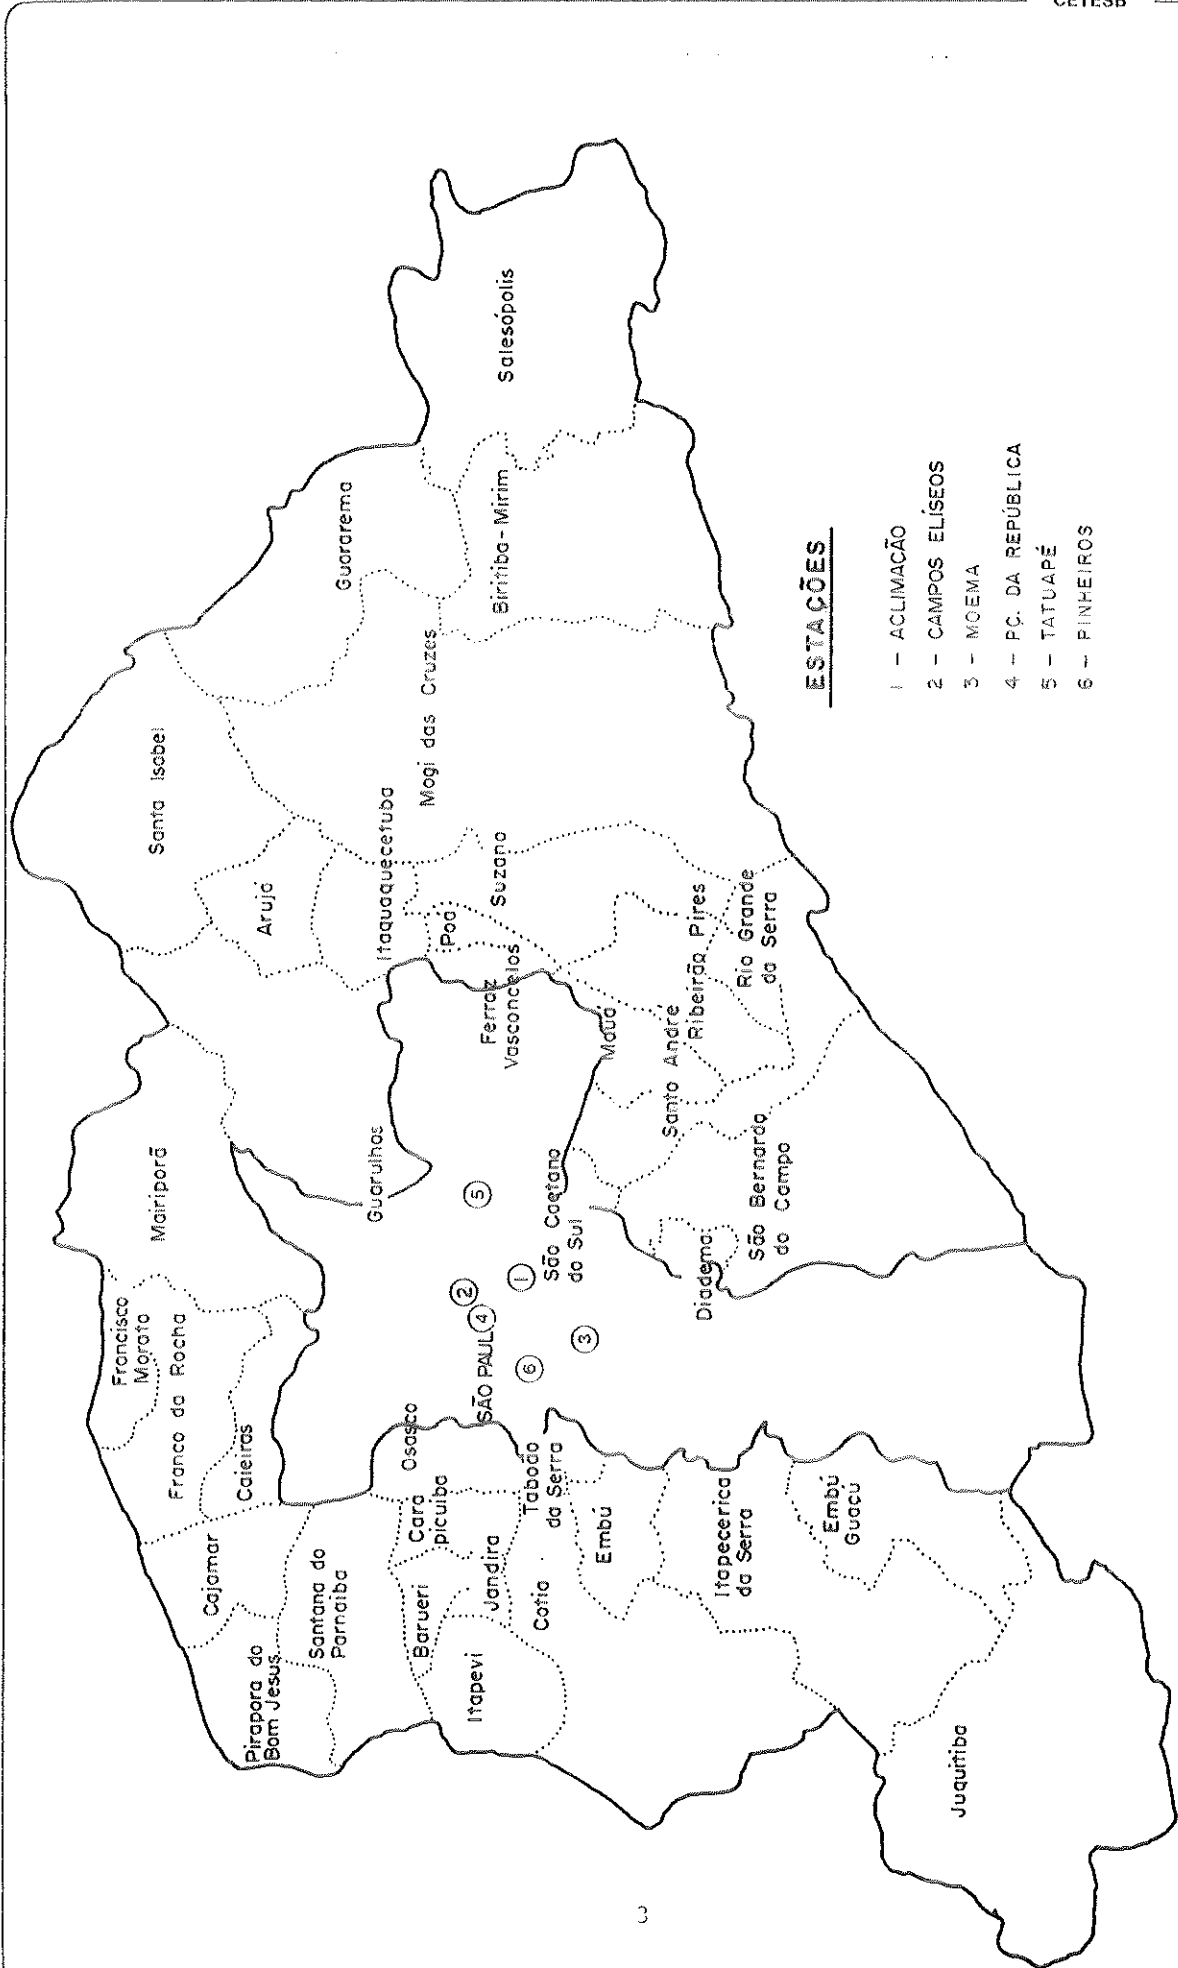 CETESB
Santa Isabel
Mairiporã
Francisco
Morato
Franco da Rocha
Caieiras
Cajamar
Pirapora do
Bom Jesus
Santana do
Parnaiba
Arujá
Guararema
Guarulhos
Itaquaquecetuba
Mogi das Cruzes
Salesópolis
Biritiba-Mirim
Suzano
Poá
Ferraz
Vasconcelos
Osasco
Cara
picuiba
Barueri
Jandira
Itapevi
Cotia
SÃO PAUL
2
4
5
1
6
3
São Caetano
do Sul
Taboão
da Serra
Embú
Mauá
Santo André
Ribeirão Pires
Rio Grande
da Serra
Diadema
São Bernardo
do Campo
Itapecerica
da Serra
Embú
Guaçu
Juquitiba
ESTAÇÕES
1 - ACLIMAÇÃO
2 - CAMPOS ELÍSEOS
3 - MOEMA
4 - PÇ. DA REPÚBLICA
5 - TATUAPÉ
6 - PINHEIROS
3